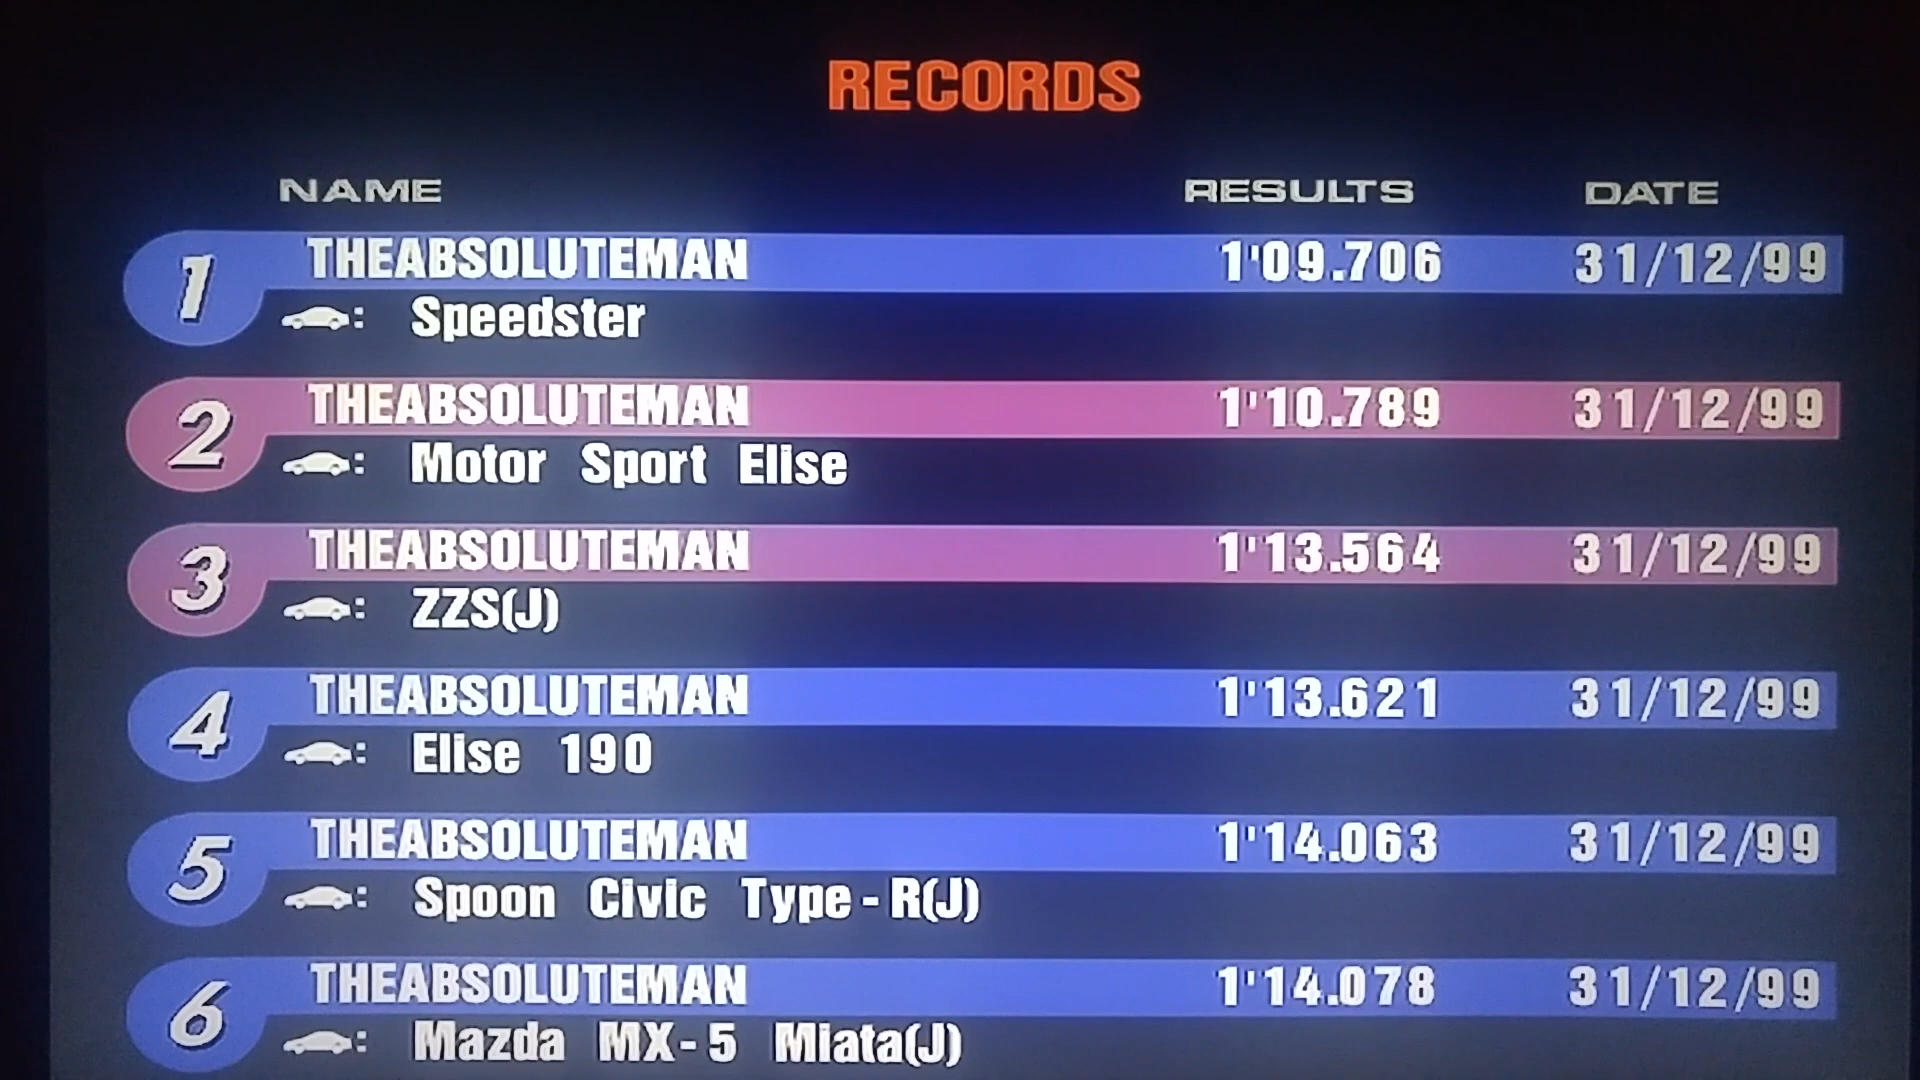 RECORDS
NAME RESULTS DATE
1 THEABSOLUTEMAN 1'09.706 31/12/99
: Speedster
2 THEABSOLUTEMAN 1'10.789 31/12/99
: Motor Sport Elise
3 THEABSOLUTEMAN 1'13.564 31/12/99
: ZZS(J)
4 THEABSOLUTEMAN 1'13.621 31/12/99
: Elise 190
5 THEABSOLUTEMAN 1'14.063 31/12/99
: Spoon Civic Type-R(J)
6 THEABSOLUTEMAN 1'14.078 31/12/99
: Mazda MX-5 Miata(J)